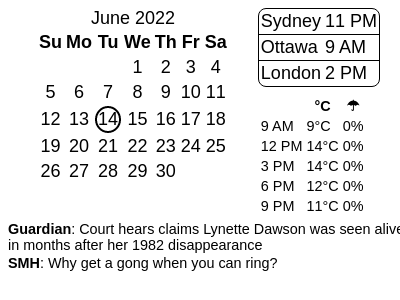 June 2022
Su Mo Tu We Th Fr Sa
1 2 3 4
5 6 7 8 9 10 11
12 13 14 15 16 17 18
19 20 21 22 23 24 25
26 27 28 29 30
Sydney 11 PM
Ottawa 9 AM
London 2 PM
°C ☂
9 AM 9°C 0%
12 PM 14°C 0%
3 PM 14°C 0%
6 PM 12°C 0%
9 PM 11°C 0%
Guardian: Court hears claims Lynette Dawson was seen alive
in months after her 1982 disappearance
SMH: Why get a gong when you can ring?